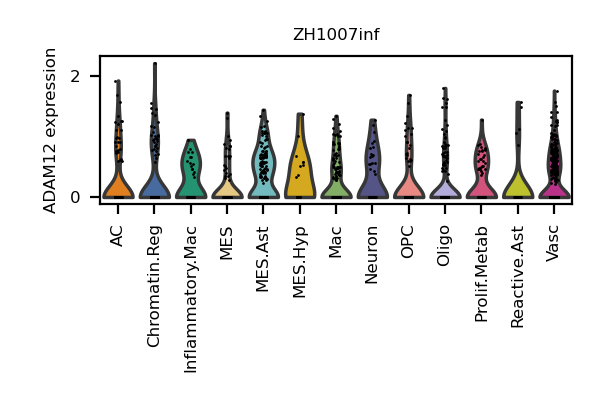 ZH1007inf
ADAM12 expression
2
0
AC
Chromatin.Reg
Inflammatory.Mac
MES
MES.Ast
MES.Hyp
Mac
Neuron
OPC
Oligo
Prolif.Metab
Reactive.Ast
Vasc